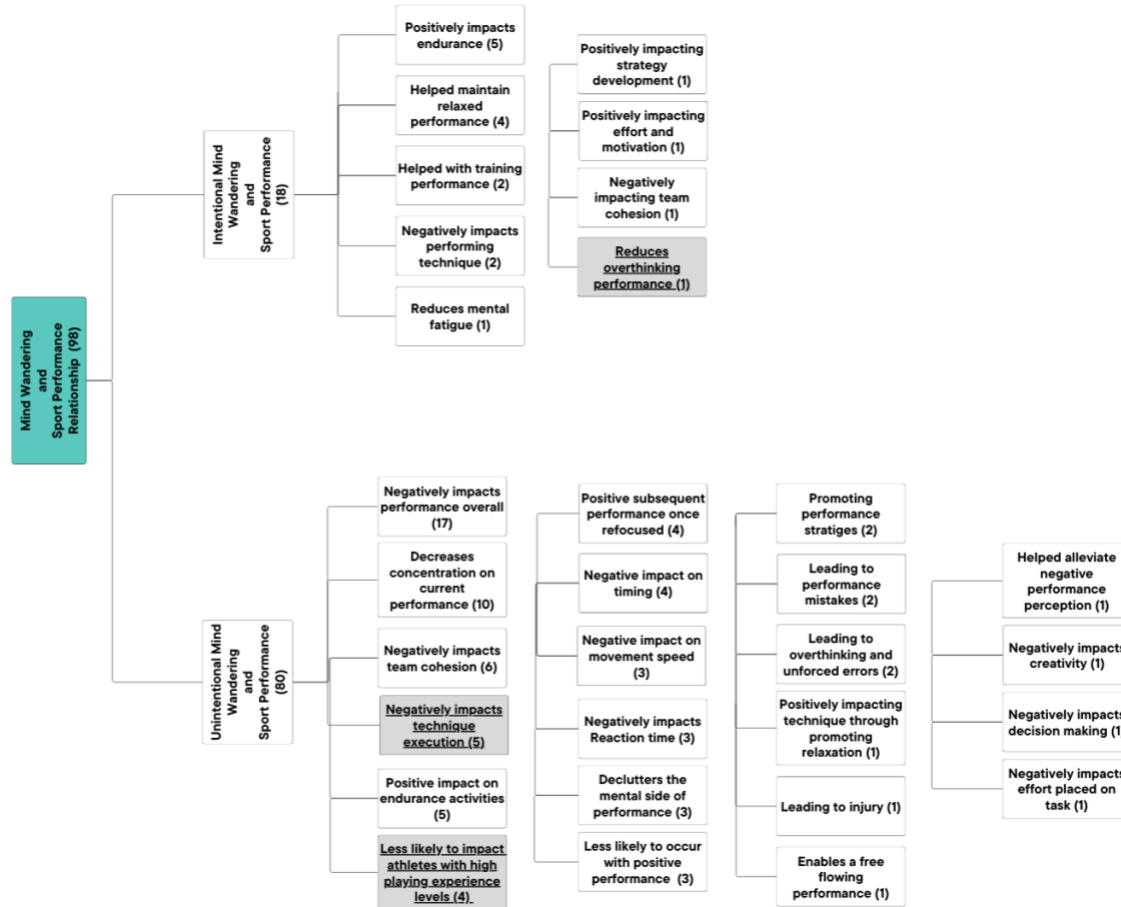 Mind Wandering
and
Sport Performance
Relationship (98)
Intentional Mind
Wandering
and
Sport Performance
(18)
Positively impacts
endurance (5)
Helped maintain
relaxed
performance (4)
Helped with training
performance (2)
Negatively impacts
performing
technique (2)
Reduces mental
fatigue (1)
Positively impacting
strategy
development (1)
Positively impacting
effort and
motivation (1)
Negatively
impacting team
cohesion (1)
Reduces
overthinking
performance (1)
Unintentional Mind
Wandering
and
Sport Performance
(80)
Negatively impacts
performance overall
(17)
Decreases
concentration on
current
performance (10)
Negatively impacts
team cohesion (6)
Negatively impacts
technique
execution (5)
Positive impact on
endurance activities
(5)
Less likely to impact
athletes with high
playing experience
levels (4)
Positive subsequent
performance once
refocused (4)
Negative impact on
timing (4)
Negative impact on
movement speed
(3)
Negatively impacts
Reaction time (3)
Declutters the
mental side of
performance (3)
Less likely to occur
with positive
performance (3)
Promoting
performance
stratiges (2)
Leading to
performance
mistakes (2)
Leading to
overthinking and
unforced errors (2)
Positively impacting
technique through
promoting
relaxation (1)
Leading to injury (1)
Enables a free
flowing
performance (1)
Helped alleviate
negative
performance
perception (1)
Negatively impacts
creativity (1)
Negatively impacts
decision making (1)
Negatively impacts
effort placed on
task (1)